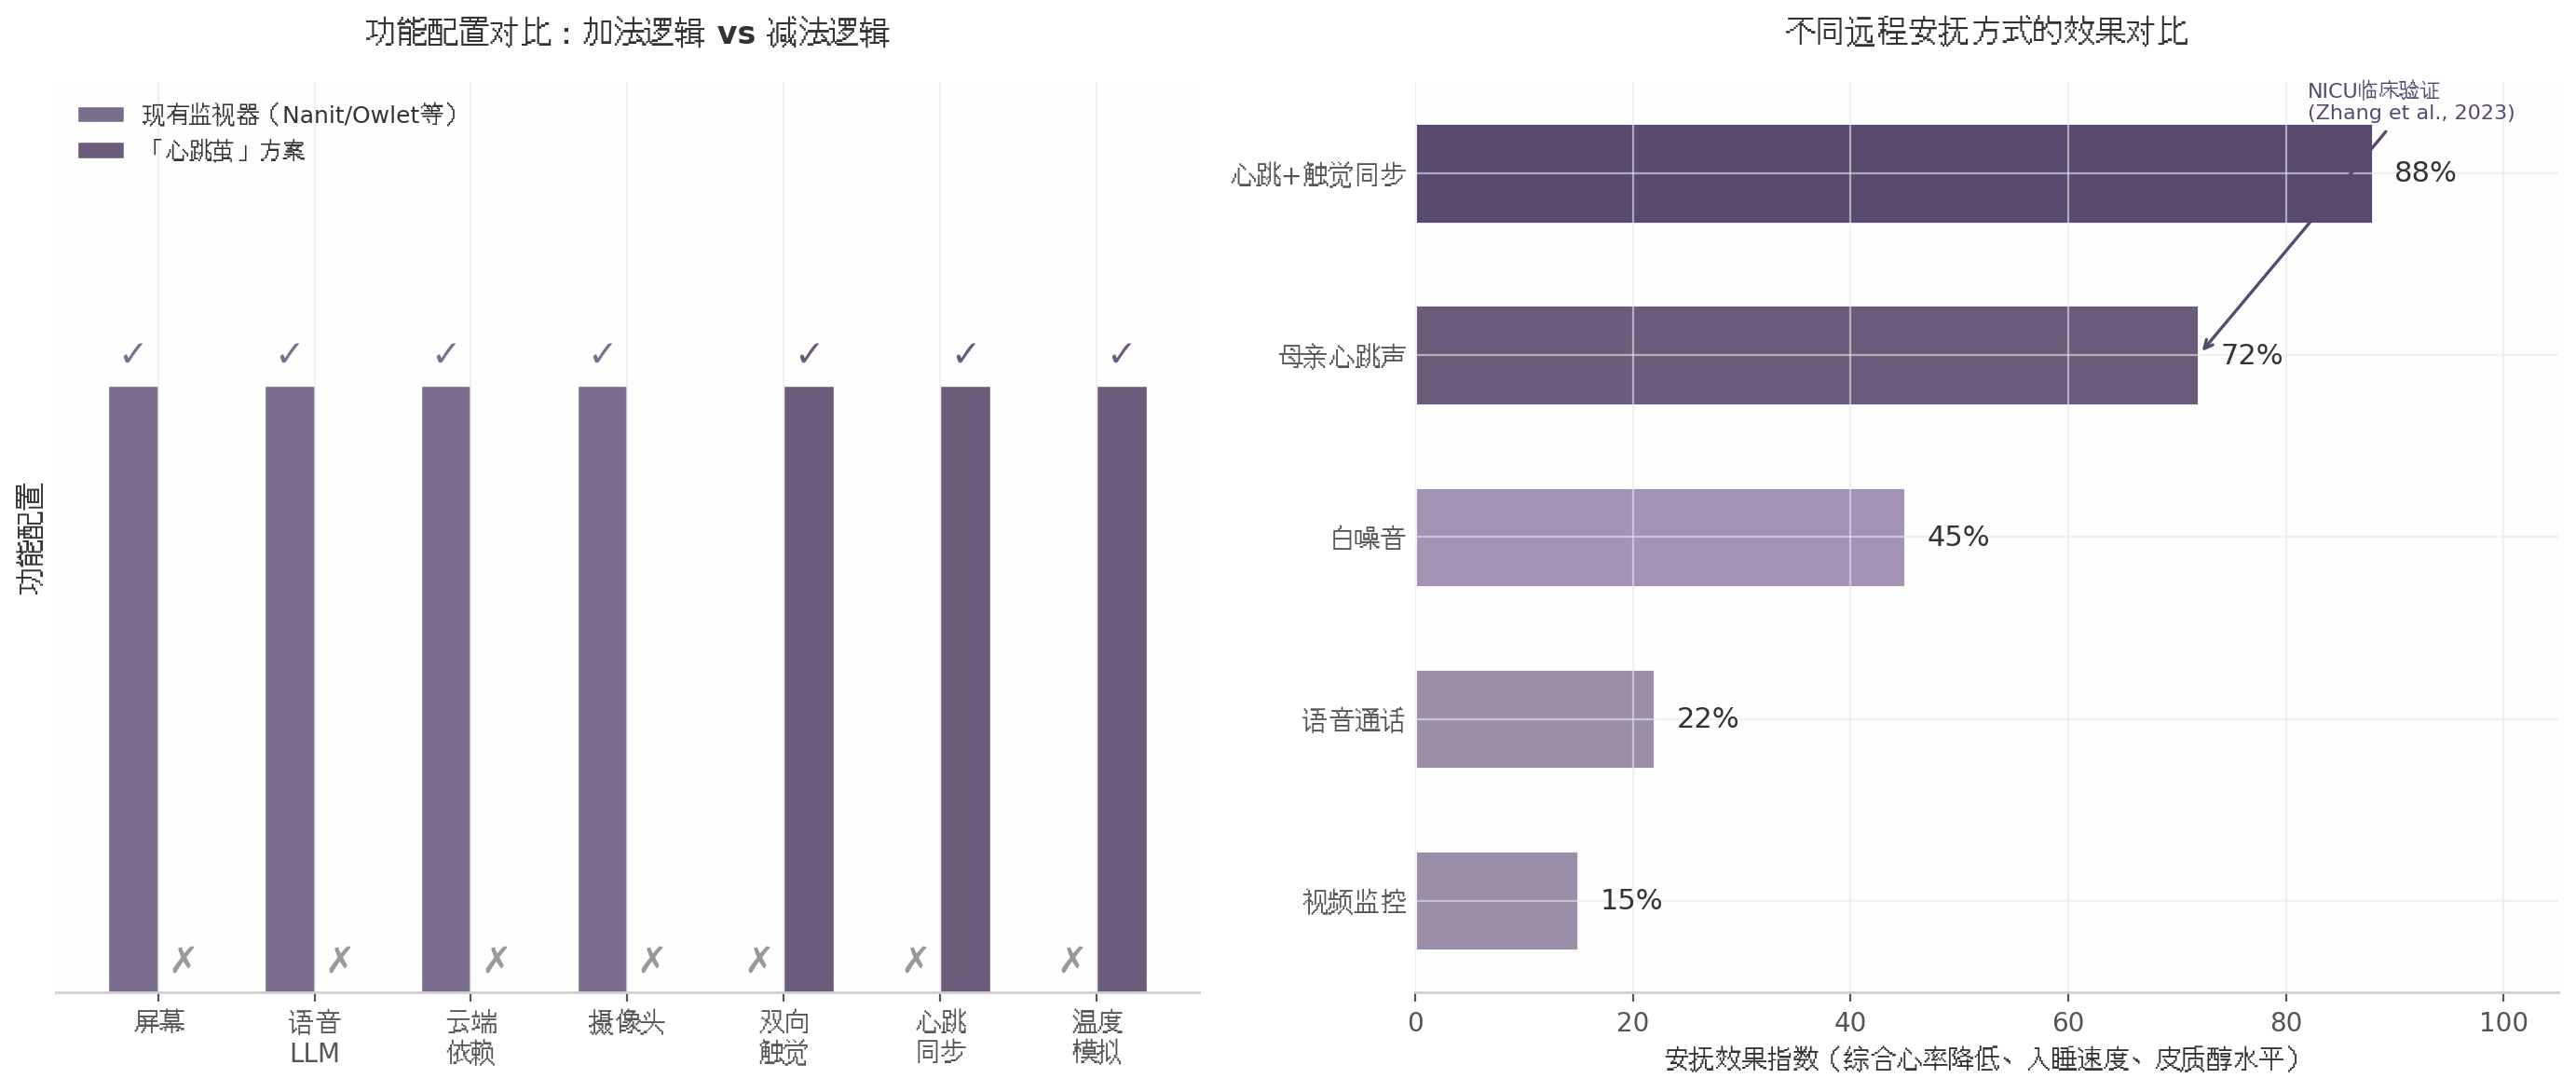 功能配置对比：加法逻辑 vs 减法逻辑
现有监视器（Nanit/Owlet等）
「心跳茧」方案
功能配置
✓ ✓ ✓ ✓ ✓ ✓ ✓
✗ ✗ ✗ ✗ ✗ ✗ ✗
屏幕
语音
LLM
云端
依赖
摄像头
双向
触觉
心跳
同步
温度
模拟
不同远程安抚方式的效果对比
NICU临床验证
(Zhang et al., 2023)
心跳+触觉同步
88%
母亲心跳声
72%
白噪音
45%
语音通话
22%
视频监控
15%
0 20 40 60 80 100
安抚效果指数（综合心率降低、入睡速度、皮质醇水平）